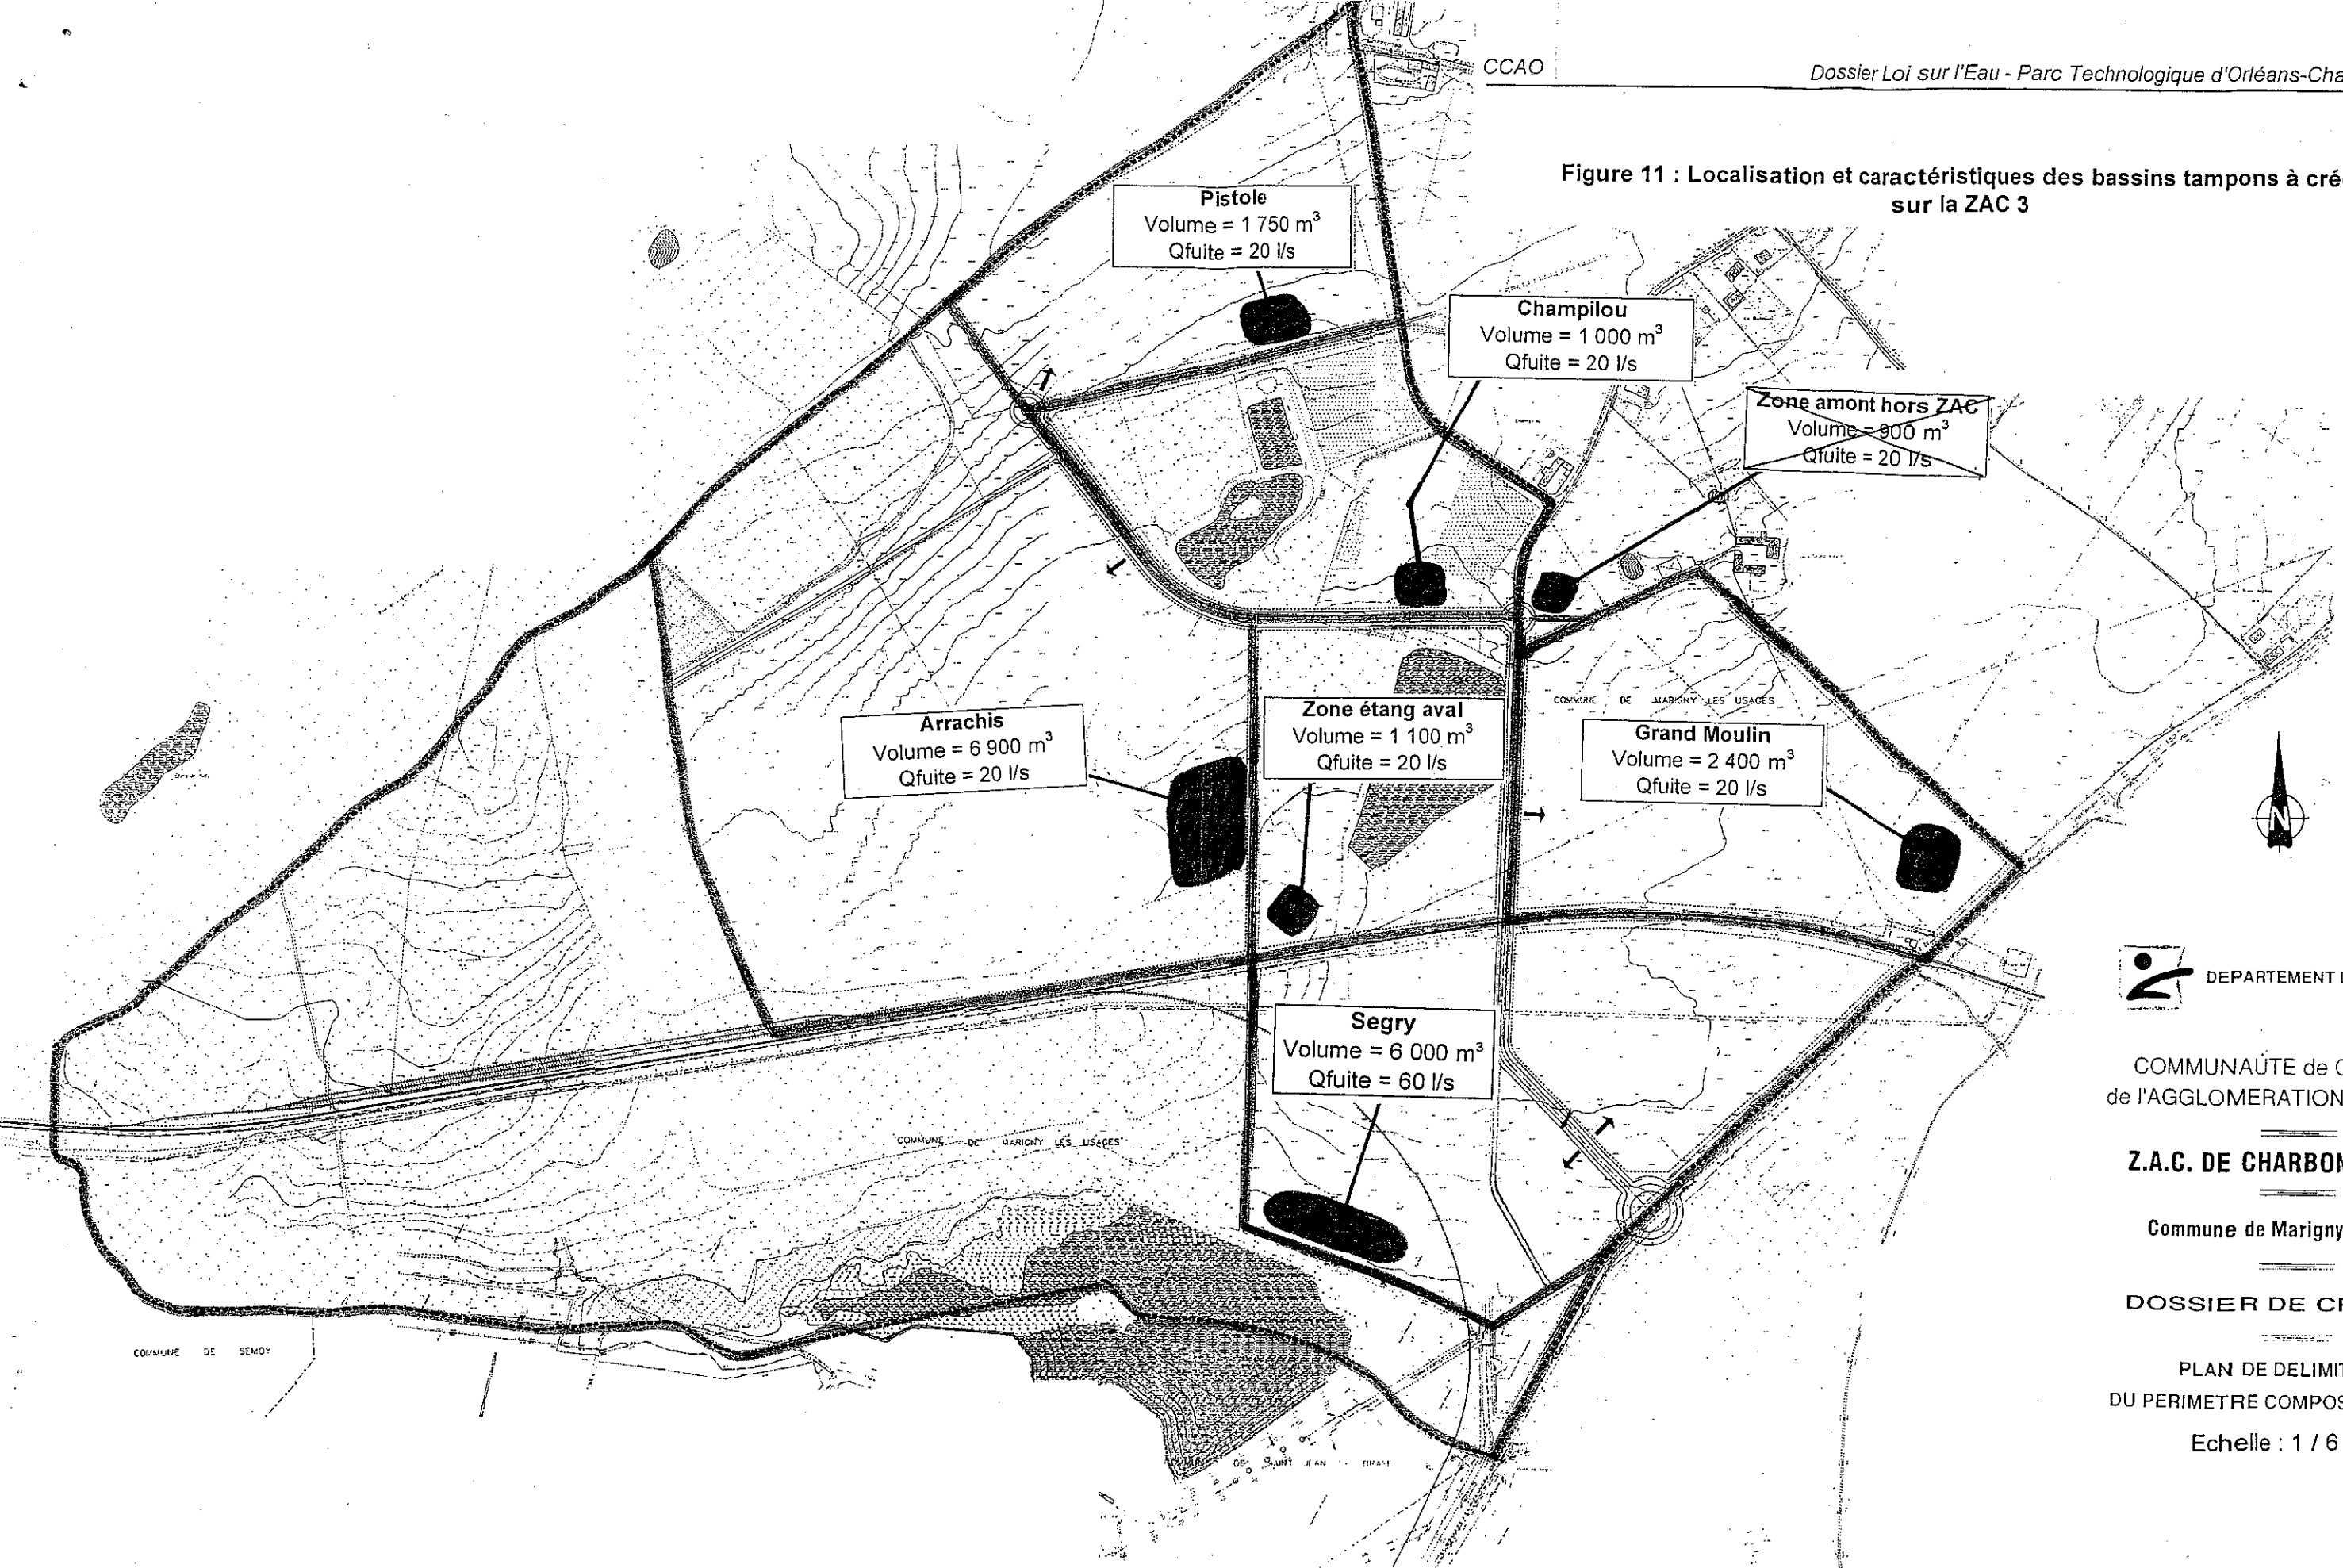 CCAO
Dossier Loi sur l'Eau - Parc Technologique d'Orléans-Cha
Figure 11 : Localisation et caractéristiques des bassins tampons à cré
sur la ZAC 3
Pistole
Volume = 1 750 m³
Qfuite = 20 l/s
Champilou
Volume = 1 000 m³
Qfuite = 20 l/s
Zone amont hors ZAC
Volume = 900 m³
Qfuite = 20 l/s
COMMUNE DE MARIGNY LES USAGES
Arrachis
Volume = 6 900 m³
Qfuite = 20 l/s
Zone étang aval
Volume = 1 100 m³
Qfuite = 20 l/s
Grand Moulin
Volume = 2 400 m³
Qfuite = 20 l/s
N
DEPARTEMENT
Segry
Volume = 6 000 m³
Qfuite = 60 l/s
COMMUNAUTE de C
de l'AGGLOMERATION
COMMUNE DE MARIGNY LES USAGES
Z.A.C. DE CHARBON
Commune de Marigny
DOSSIER DE CR
COMMUNE DE SEMOY
PLAN DE DELIMIT
DU PERIMETRE COMPOS
Echelle : 1 / 6
DE SAINT JEAN